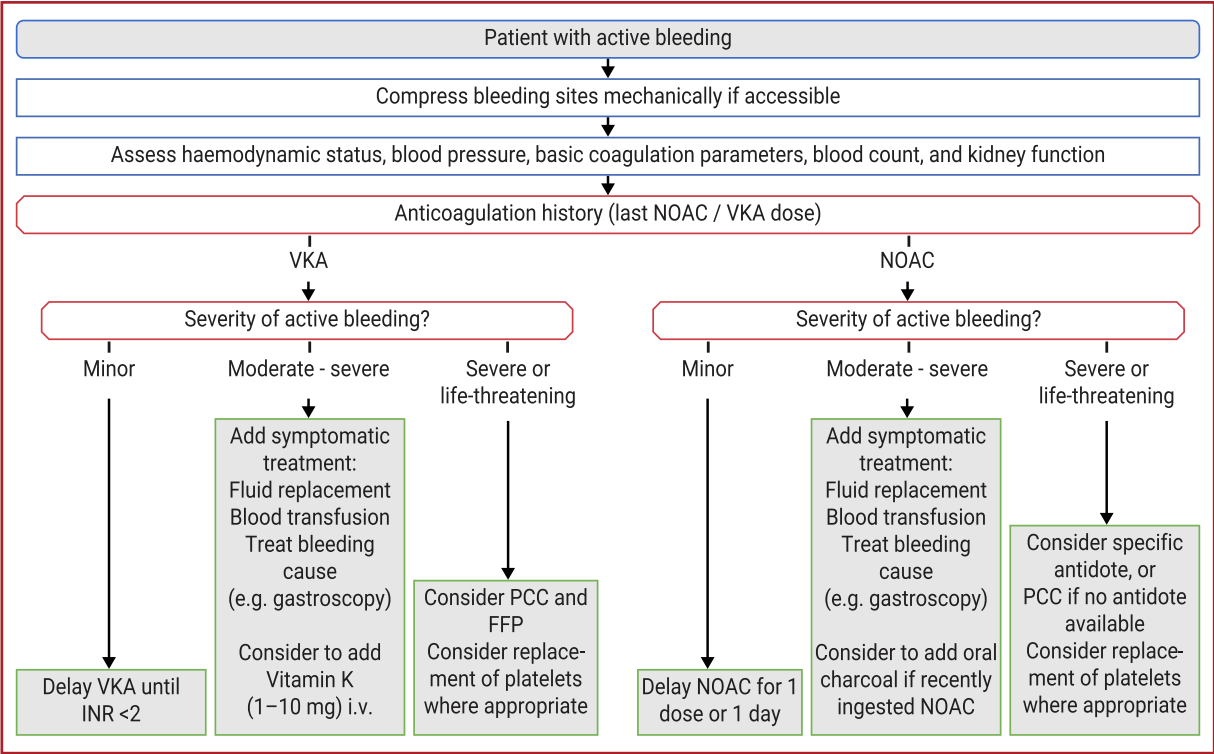 Patient with active bleeding
Compress bleeding sites mechanically if accessible
Assess haemodynamic status, blood pressure, basic coagulation parameters, blood count, and kidney function
Anticoagulation history (last NOAC / VKA dose)
VKA
Severity of active bleeding?
Minor
Delay VKA until
INR <2
Moderate - severe
Add symptomatic
treatment:
Fluid replacement
Blood transfusion
Treat bleeding
cause
(e.g. gastroscopy)
Consider to add
Vitamin K
(1–10 mg) i.v.
Severe or
life-threatening
Consider PCC and
FFP
Consider replace-
ment of platelets
where appropriate
NOAC
Severity of active bleeding?
Minor
Delay NOAC for 1
dose or 1 day
Moderate - severe
Add symptomatic
treatment:
Fluid replacement
Blood transfusion
Treat bleeding
cause
(e.g. gastroscopy)
Consider to add oral
charcoal if recently
ingested NOAC
Severe or
life-threatening
Consider specific
antidote, or
PCC if no antidote
available
Consider replace-
ment of platelets
where appropriate